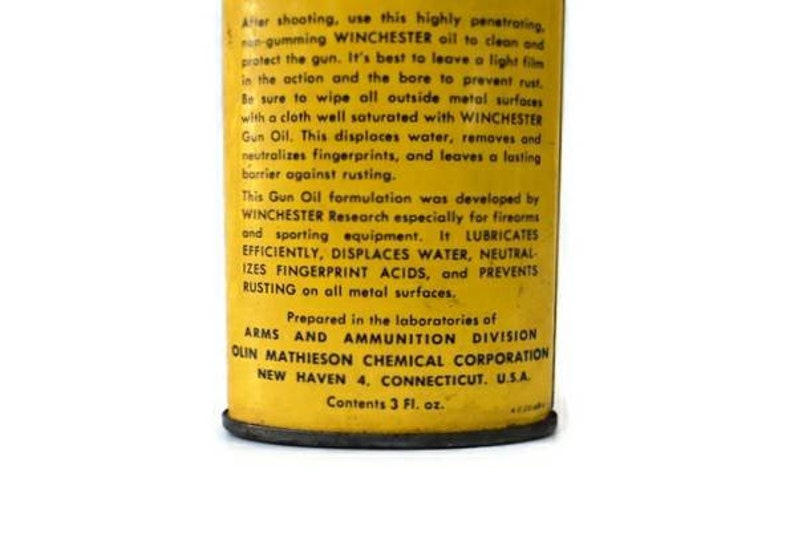 After shooting, use this highly penetrating,
non-gumming WINCHESTER oil to clean and
protect the gun. It's best to leave a light film
in the action and the bore to prevent rust.
Be sure to wipe all outside metal surfaces
with a cloth well saturated with WINCHESTER
Gun Oil. This displaces water, removes and
neutralizes fingerprints, and leaves a lasting
barrier against rusting.
This Gun Oil formulation was developed by
WINCHESTER Research especially for firearms
and sporting equipment. It LUBRICATES
EFFICIENTLY, DISPLACES WATER, NEUTRAL-
IZES FINGERPRINT ACIDS, and PREVENTS
RUSTING on all metal surfaces.
Prepared in the laboratories of
ARMS AND AMMUNITION DIVISION
OLIN MATHIESON CHEMICAL CORPORATION
NEW HAVEN 4, CONNECTICUT. U.S.A.
Contents 3 Fl. oz.